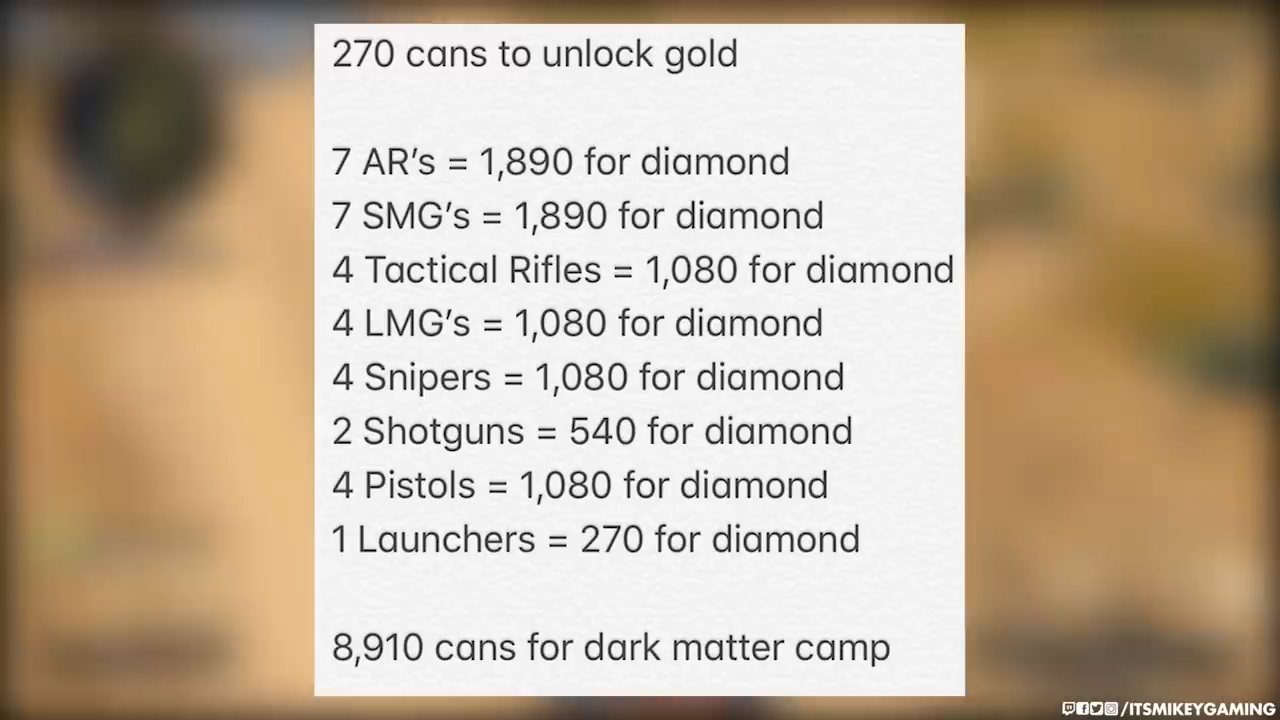 270 cans to unlock gold
7 AR’s = 1,890 for diamond
7 SMG’s = 1,890 for diamond
4 Tactical Rifles = 1,080 for diamond
4 LMG’s = 1,080 for diamond
4 Snipers = 1,080 for diamond
2 Shotguns = 540 for diamond
4 Pistols = 1,080 for diamond
1 Launchers = 270 for diamond
8,910 cans for dark matter camp
/ITSMIKEYGAMING